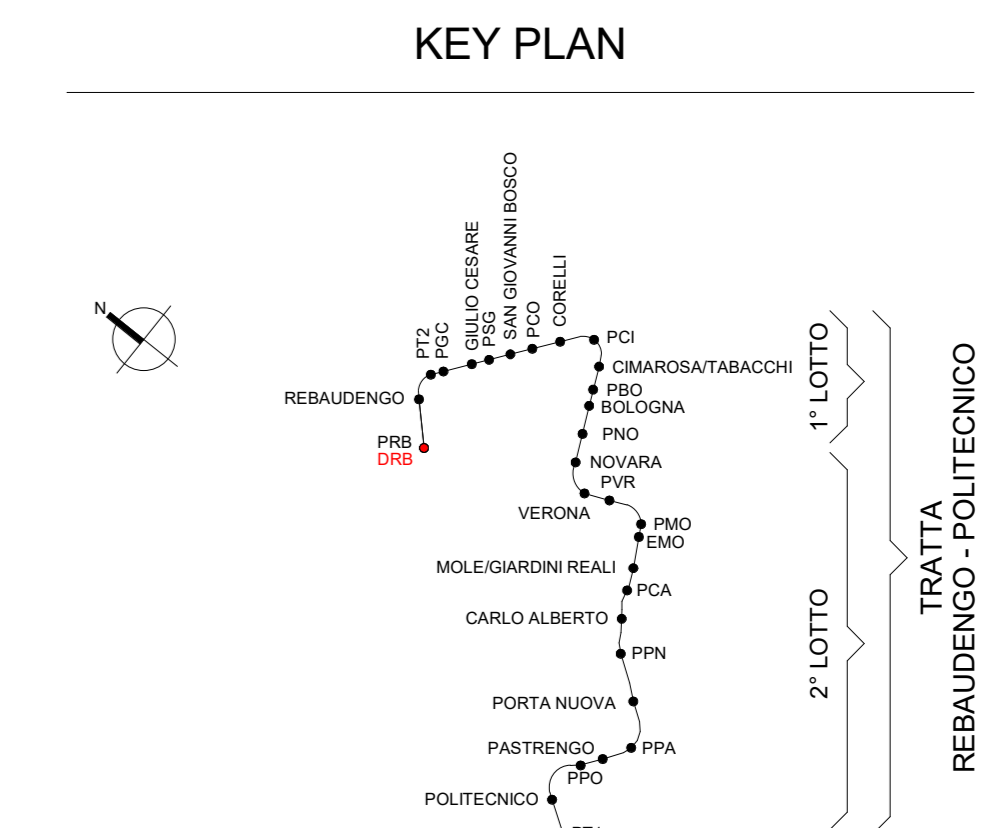 KEY PLAN
N
PT2
PGC
GIULIO CESARE
PSG
SAN GIOVANNI BOSCO
PCO
CORELLI
PCI
CIMAROSA/TABACCHI
REBAUDENGO
PBO
BOLOGNA
PRB
DRB
PNO
NOVARA
PVR
VERONA
PMO
EMO
MOLE/GIARDINI REALI
PCA
CARLO ALBERTO
PPN
PORTA NUOVA
PASTRENGO
PPA
PPO
POLITECNICO
1° LOTTO
2° LOTTO
TRATTA
REBAUDENGO - POLITECNICO